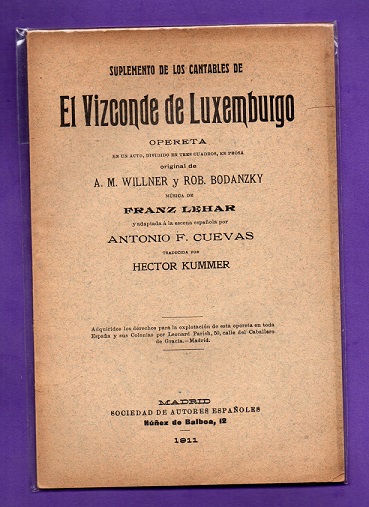 SUPLEMENTO DE LOS CANTABLES DE
El Vizconde de Luxemburgo
OPERETA
EN UN ACTO, DIVIDIDO EN TRES CUADROS, EN PROSA
original de
A. M. WILLNER y ROB. BODANZKY
MÚSICA DE
FRANZ LEHAR
y adaptada á la escena española por
ANTONIO F. CUEVAS
TRADUCIDA POR
HECTOR KUMMER
Adquiridos los derechos para la explotación de esta opereta en toda
España y sus Colonias por Leonard Parish, 50, calle del Caballero
de Gracia.—Madrid.
MADRID
SOCIEDAD DE AUTORES ESPAÑOLES
Núñez de Balboa, 12
1911